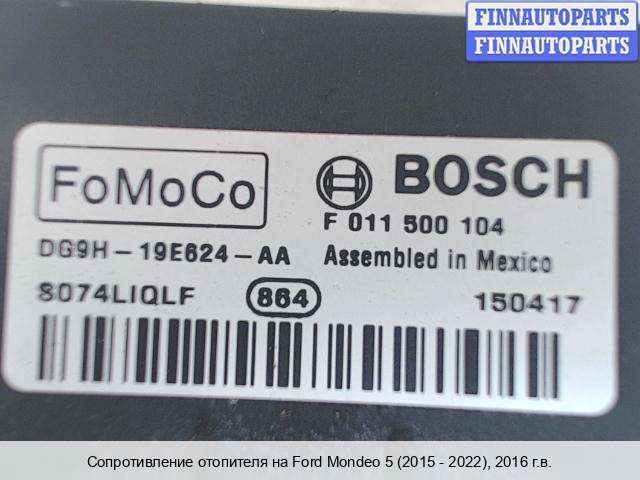 FINNAUTOPARTS
FINNAUTOPARTS
FoMoCo
BOSCH
F 011 500 104
DG9H-19E624-AA Assembled in Mexico
8074LIQLF 864 150417
Сопротивление отопителя на Ford Mondeo 5 (2015 - 2022), 2016 г.в.